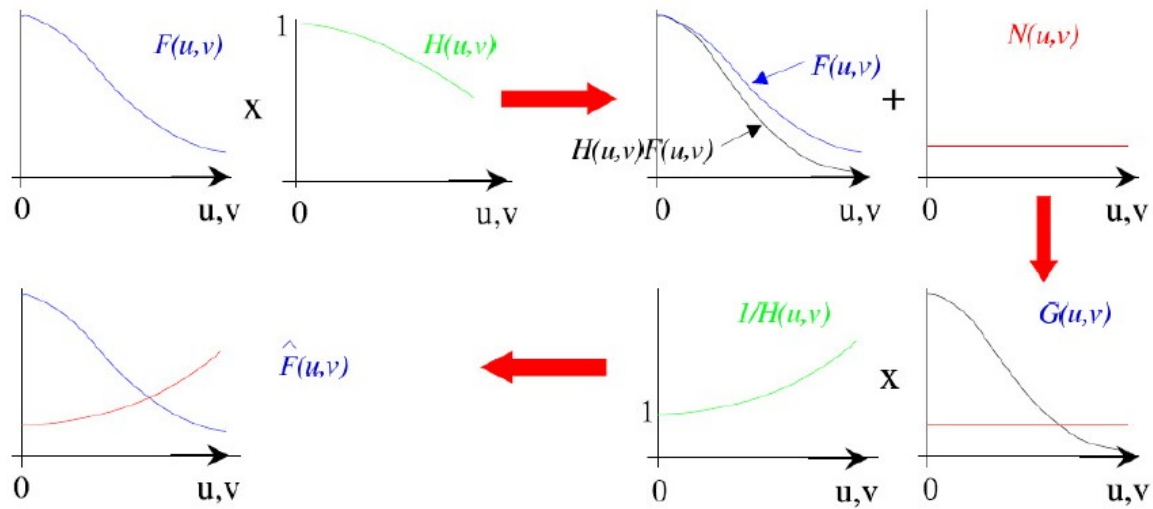 F(u,v)
x
1
H(u,v)
0
u,v
0
u,v
F(u,v)
H(u,v)F(u,v)
+
N(u,v)
0
u,v
0
u,v
F̂(u,v)
0
u,v
1/H(u,v)
1
0
u,v
x
G(u,v)
0
u,v